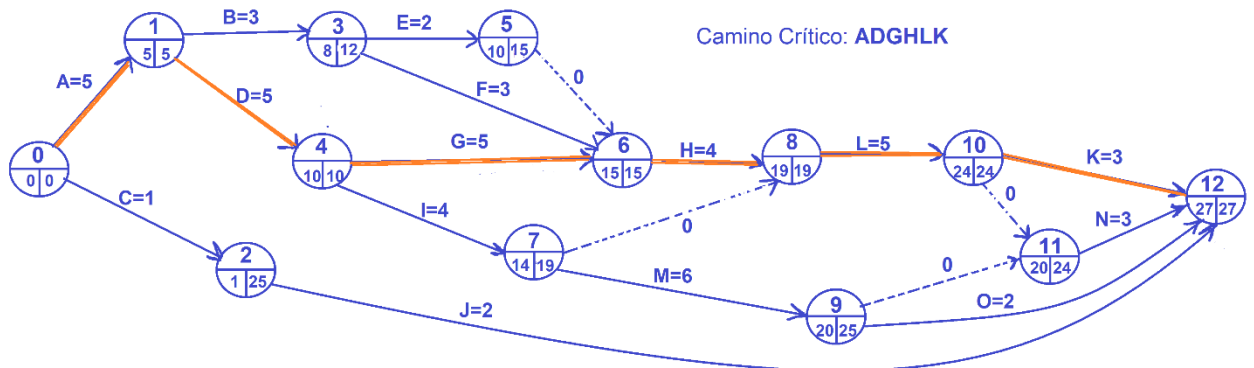 B=3
E=2
Camino Crítico: ADGHLK
1
5 5
3
8 12
5
10 15
A=5
D=5
F=3
0
0
0 0
4
10 10
G=5
6
15 15
H=4
8
19 19
L=5
10
24 24
K=3
12
27 27
C=1
I=4
0
0
N=3
2
1 25
7
14 19
M=6
0
11
20 24
J=2
9
20 25
O=2